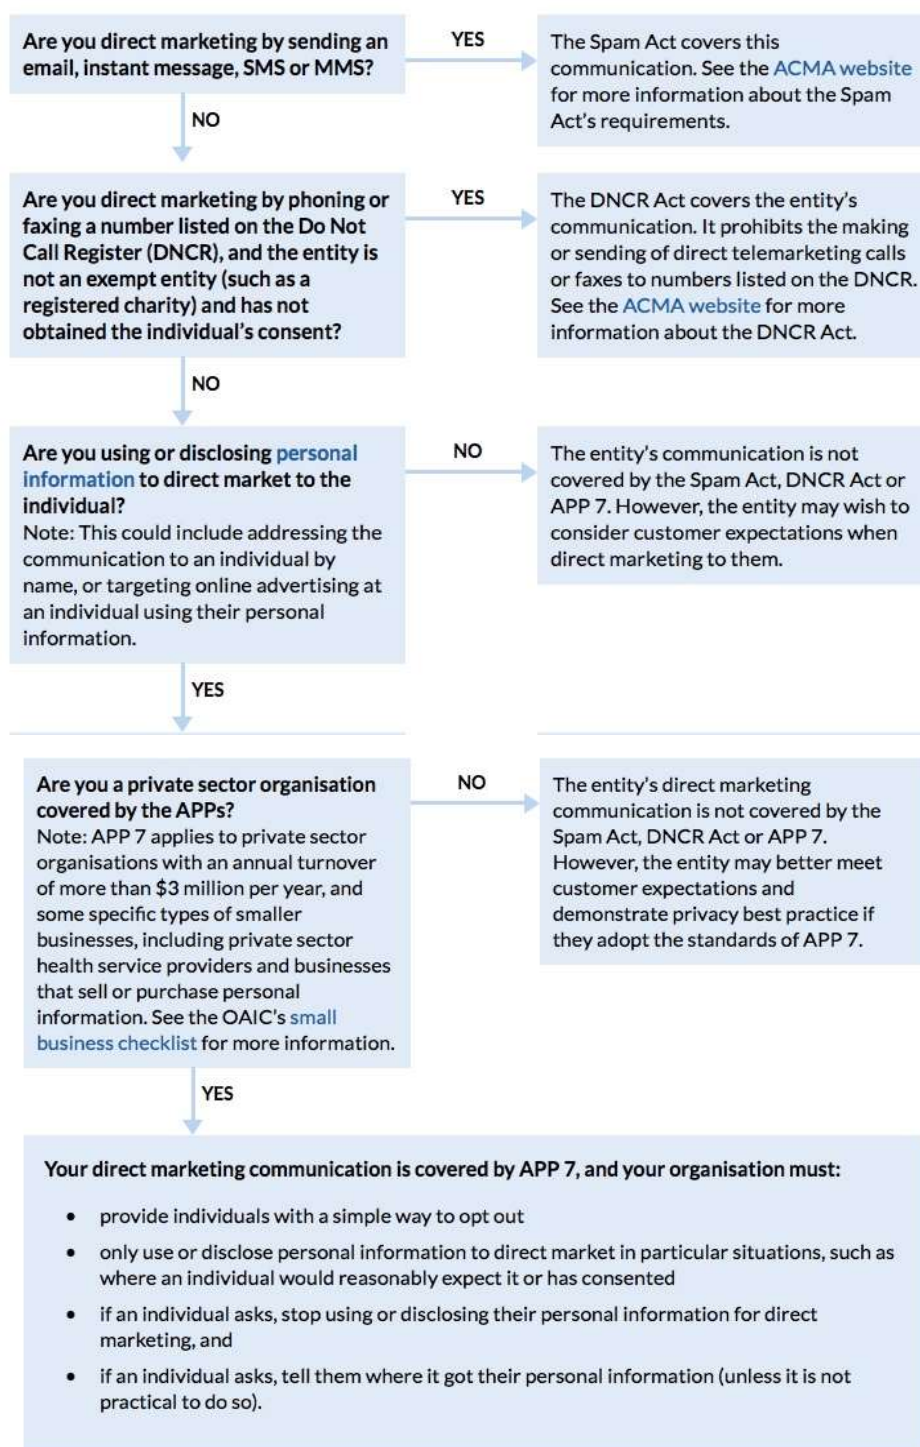 Are you direct marketing by sending an
email, instant message, SMS or MMS?
YES
The Spam Act covers this
communication. See the ACMA website
for more information about the Spam
Act's requirements.
NO
Are you direct marketing by phoning or
faxing a number listed on the Do Not
Call Register (DNCR), and the entity is
not an exempt entity (such as a
registered charity) and has not
obtained the individual's consent?
YES
The DNCR Act covers the entity's
communication. It prohibits the making
or sending of direct telemarketing calls
or faxes to numbers listed on the DNCR.
See the ACMA website for more
information about the DNCR Act.
NO
Are you using or disclosing personal
information to direct market to the
individual?
Note: This could include addressing the
communication to an individual by
name, or targeting online advertising at
an individual using their personal
information.
NO
The entity's communication is not
covered by the Spam Act, DNCR Act or
APP 7. However, the entity may wish to
consider customer expectations when
direct marketing to them.
YES
Are you a private sector organisation
covered by the APPs?
Note: APP 7 applies to private sector
organisations with an annual turnover
of more than $3 million per year, and
some specific types of smaller
businesses, including private sector
health service providers and businesses
that sell or purchase personal
information. See the OAIC's small
business checklist for more information.
NO
The entity's direct marketing
communication is not covered by the
Spam Act, DNCR Act or APP 7.
However, the entity may better meet
customer expectations and
demonstrate privacy best practice if
they adopt the standards of APP 7.
YES
Your direct marketing communication is covered by APP 7, and your organisation must:
• provide individuals with a simple way to opt out
• only use or disclose personal information to direct market in particular situations, such as
where an individual would reasonably expect it or has consented
• if an individual asks, stop using or disclosing their personal information for direct
marketing, and
• if an individual asks, tell them where it got their personal information (unless it is not
practical to do so).